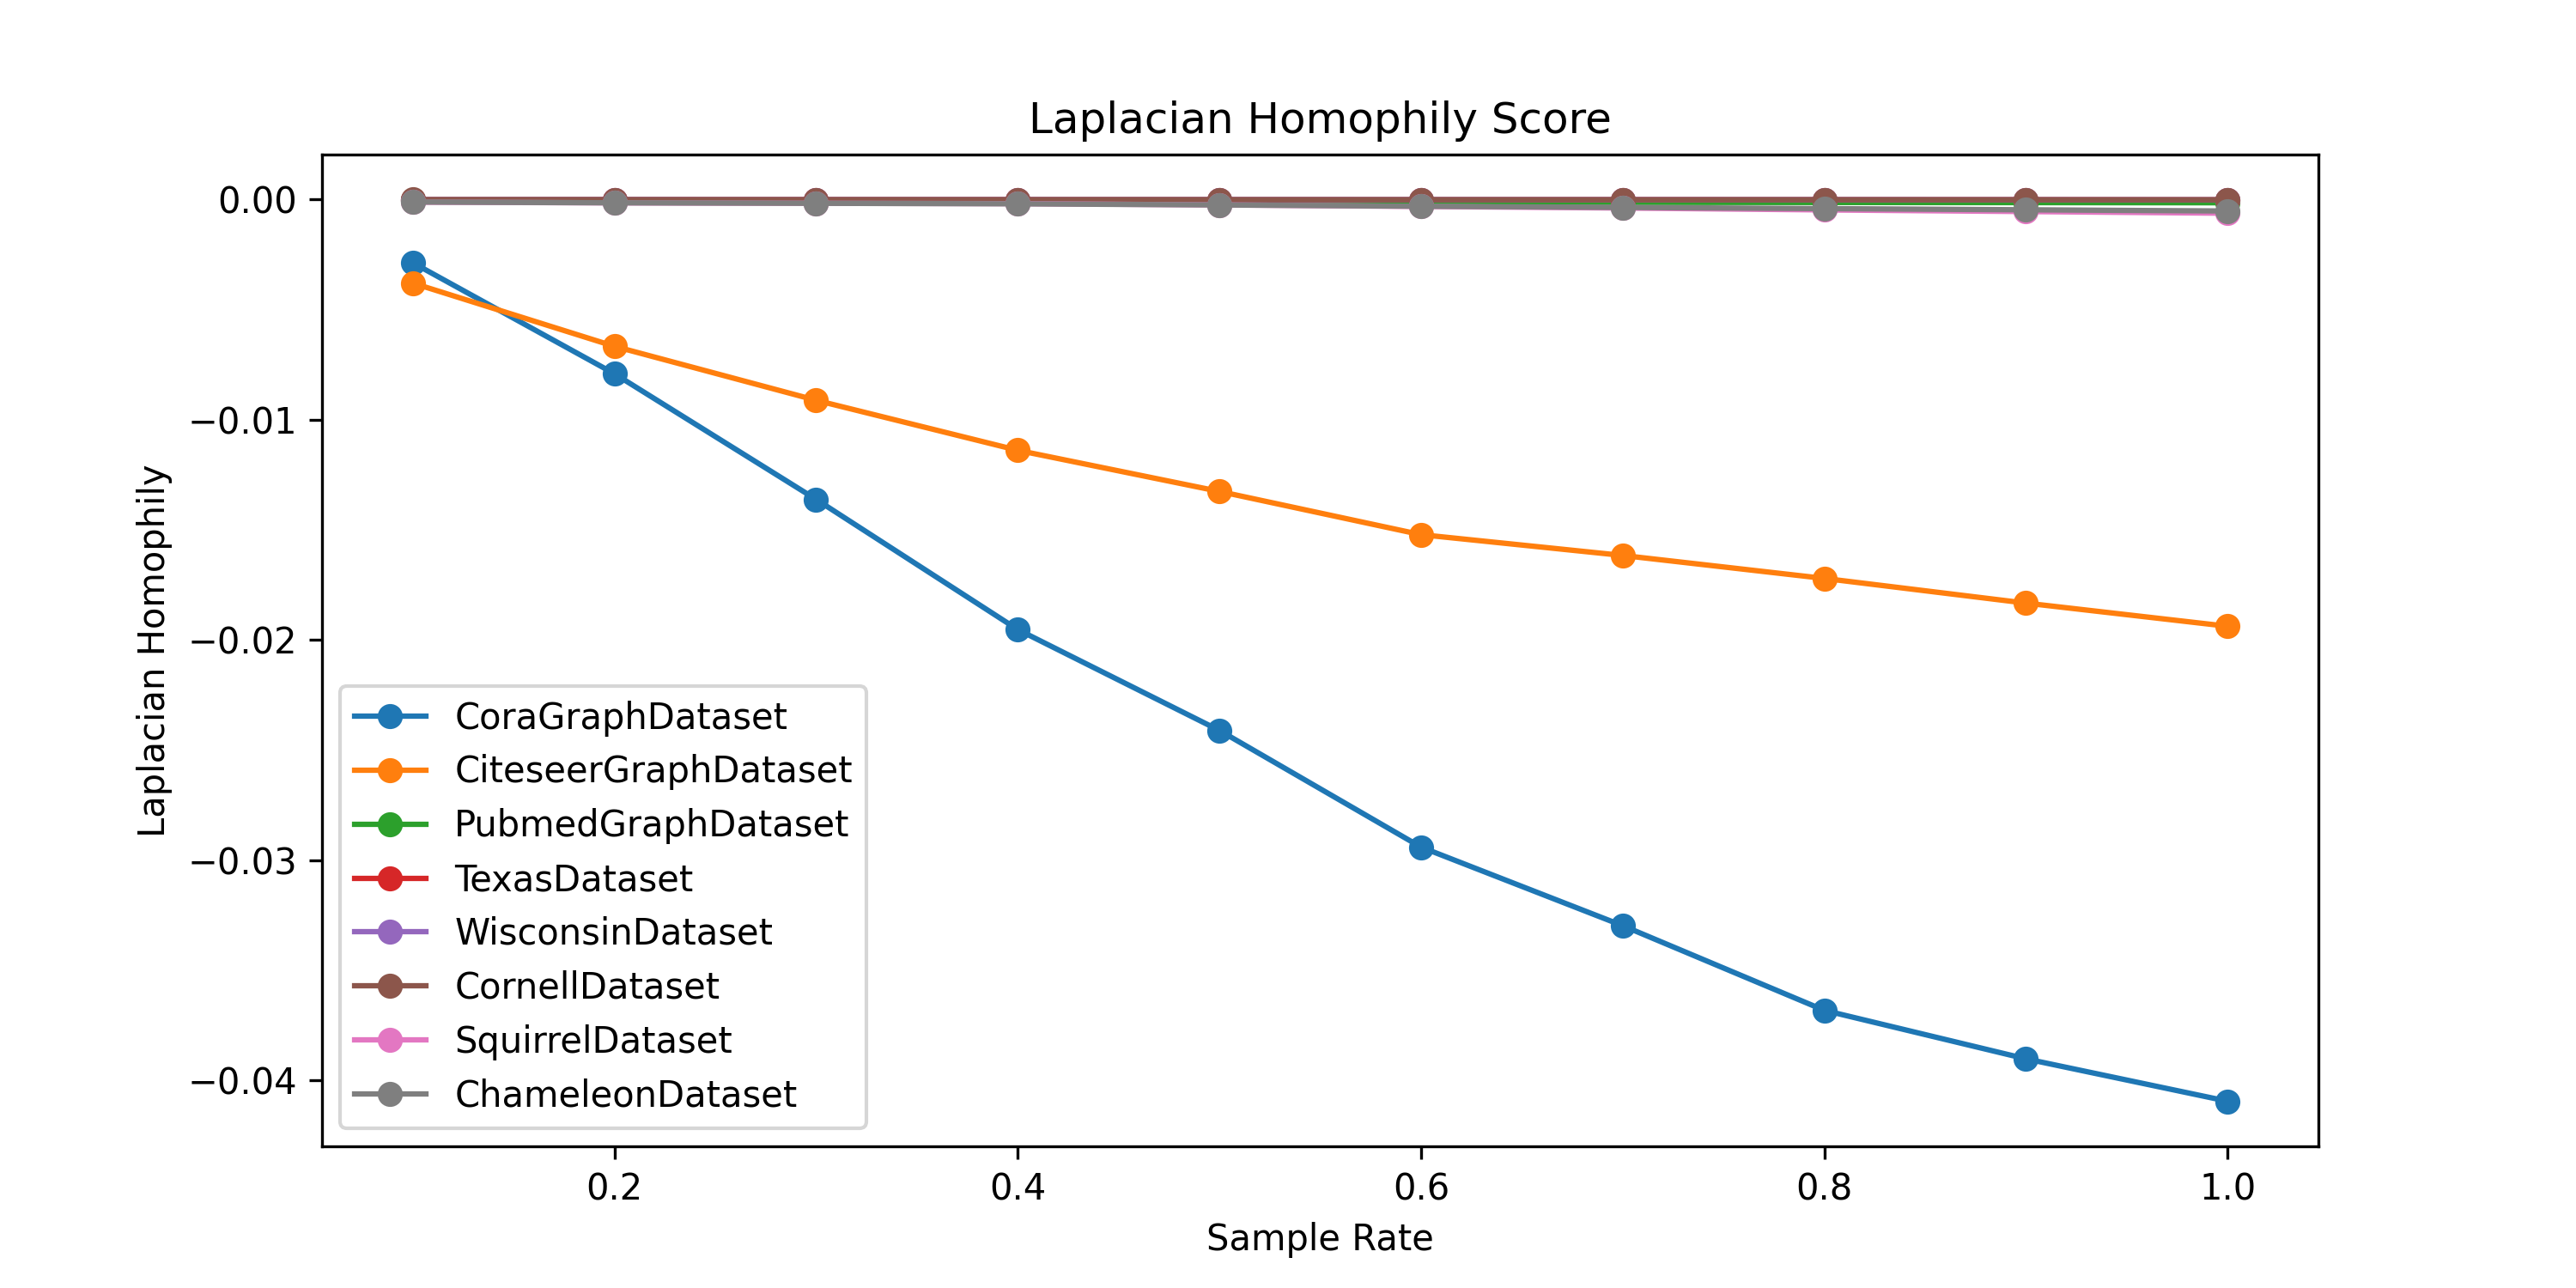 Laplacian Homophily Score
Laplacian Homophily
0.00
−0.01
−0.02
−0.03
−0.04
CoraGraphDataset
CiteseerGraphDataset
PubmedGraphDataset
TexasDataset
WisconsinDataset
CornellDataset
SquirrelDataset
ChameleonDataset
0.2 0.4 0.6 0.8 1.0
Sample Rate